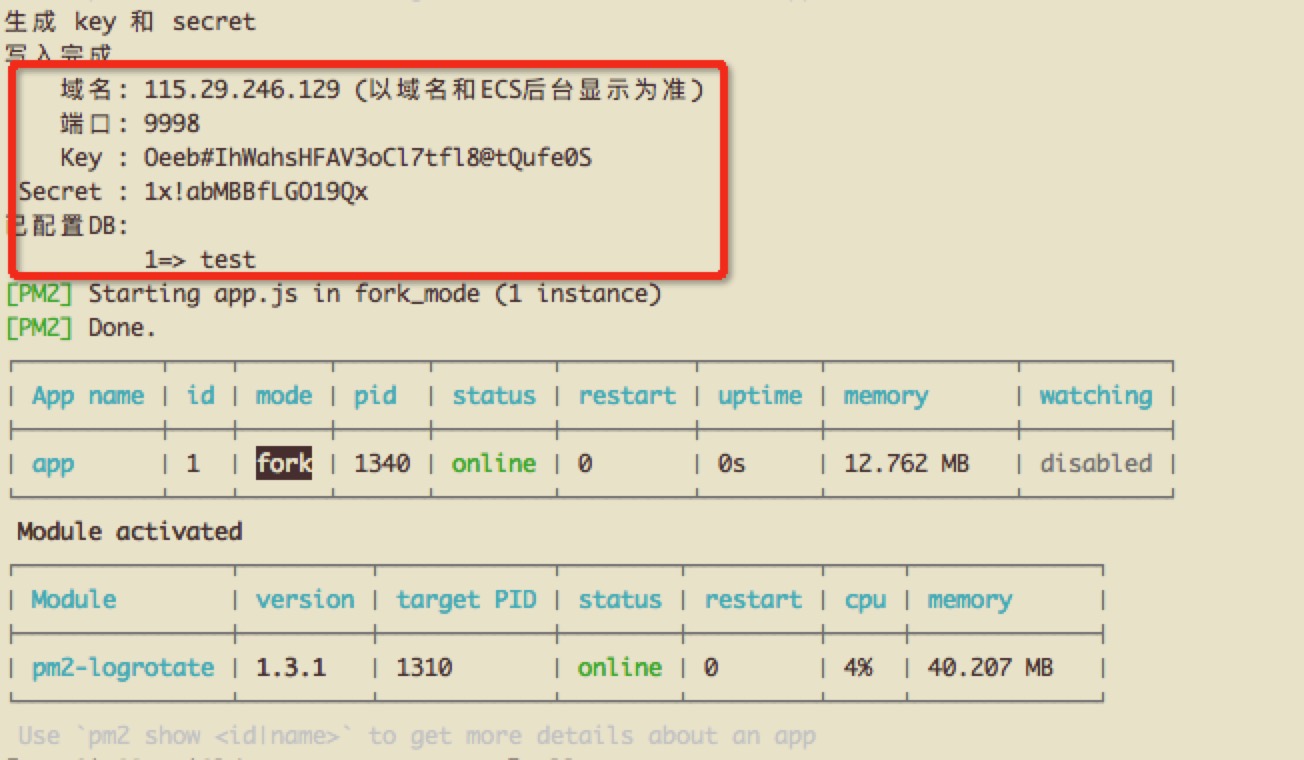 生成 key 和 secret
写入完成
域名: 115.29.246.129 (以域名和ECS后台显示为准)
端口: 9998
Key : Oeeb#IhWahsHFAV3oCl7tfl8@tQufe0S
Secret : 1x!abMBBfLGO19Qx
已配置DB:
1=> test
[PM2] Starting app.js in fork_mode (1 instance)
[PM2] Done.
App name | id | mode | pid | status | restart | uptime | memory | watching
app | 1 | fork | 1340 | online | 0 | 0s | 12.762 MB | disabled
Module activated
Module | version | target PID | status | restart | cpu | memory
pm2-logrotate | 1.3.1 | 1310 | online | 0 | 4% | 40.207 MB
Use `pm2 show <id|name>` to get more details about an app